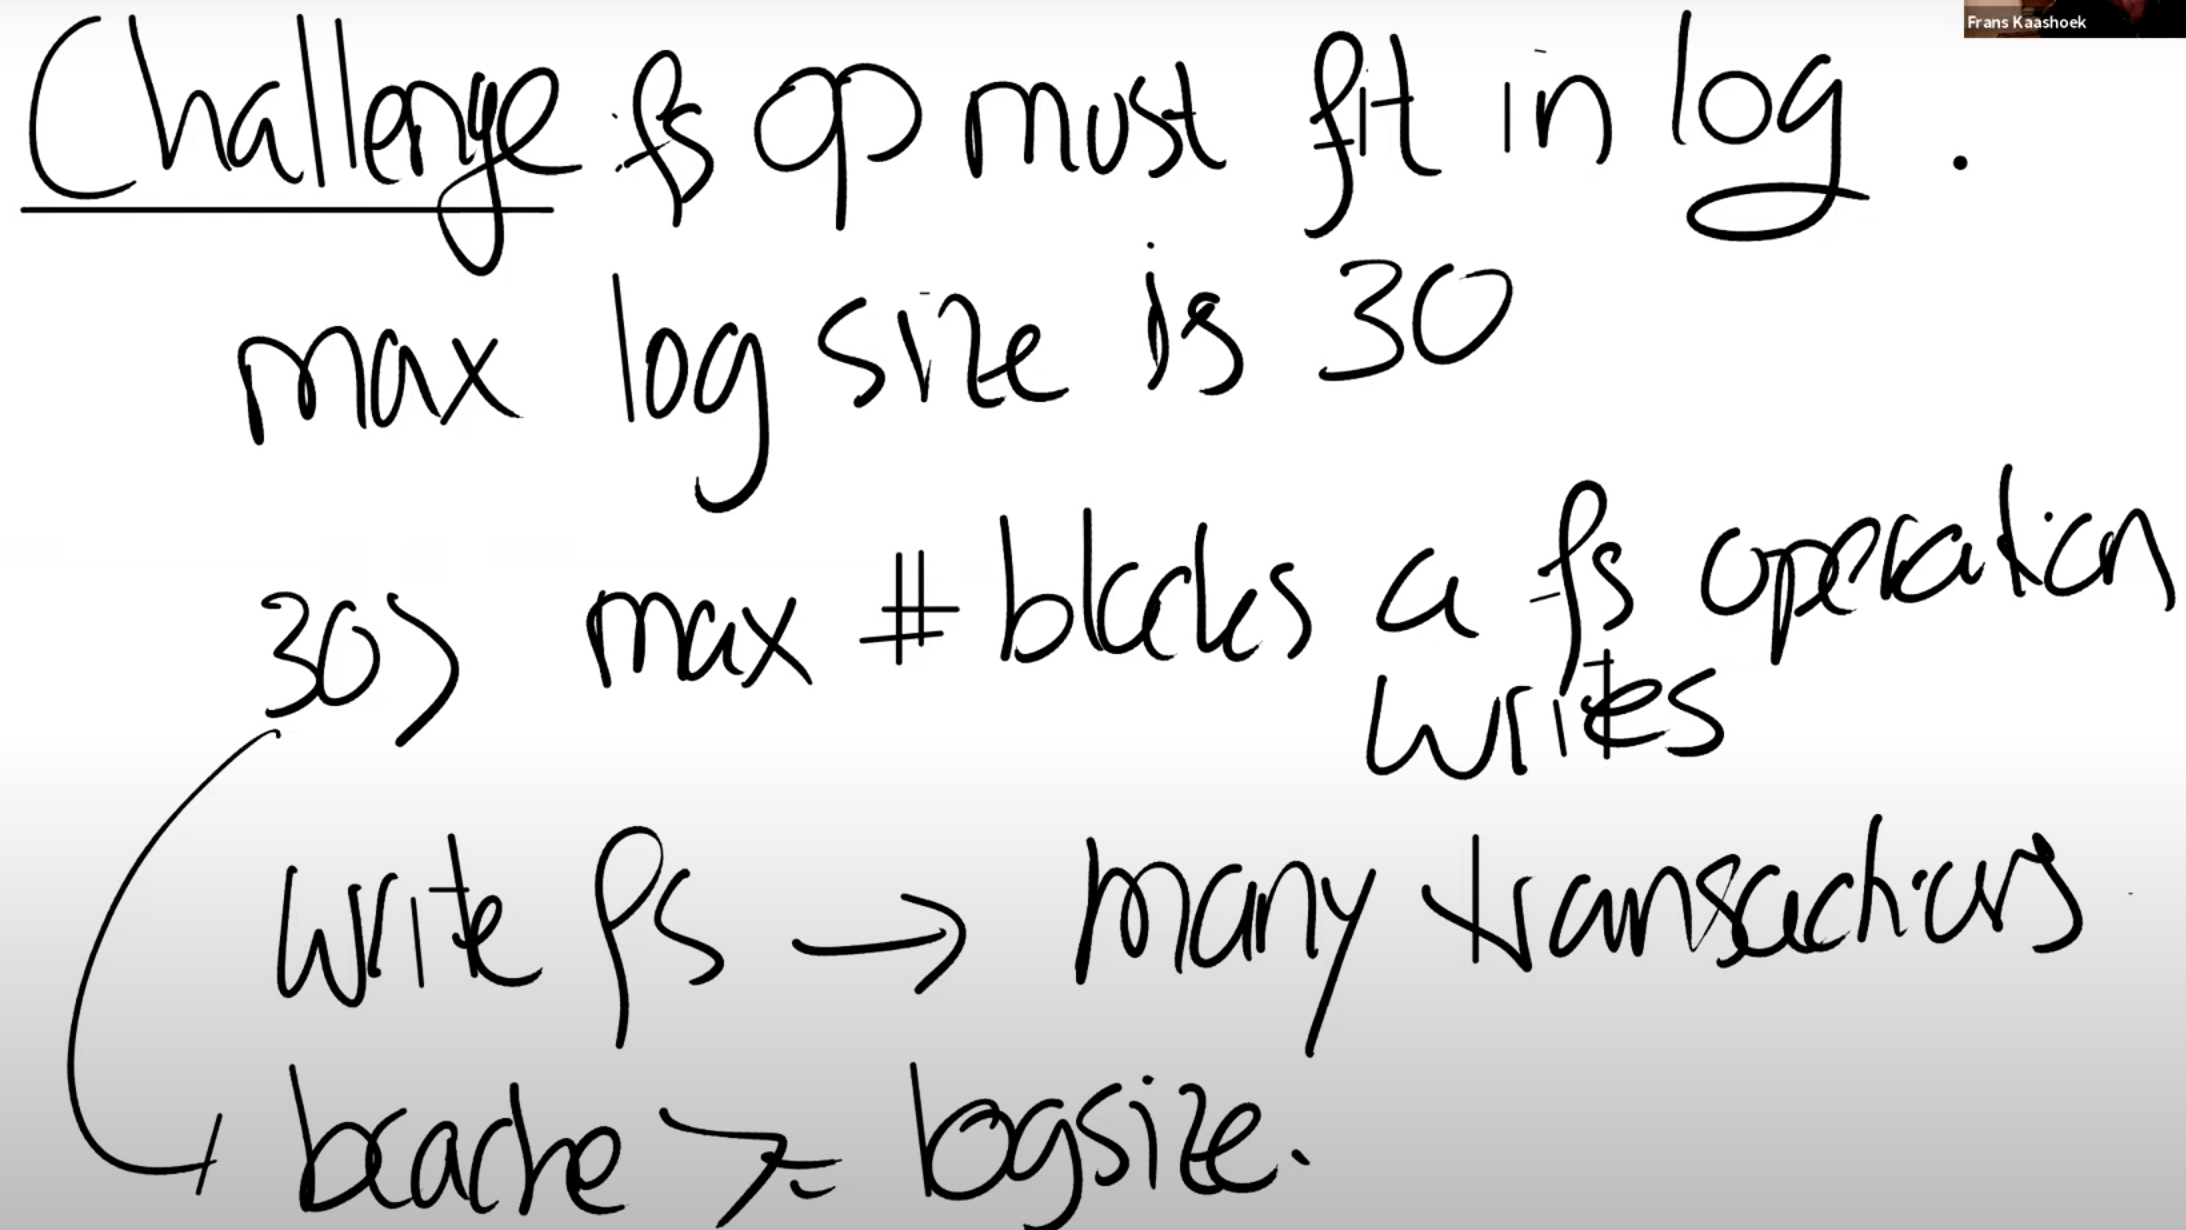 Frans Kaashoek
Challenge: fs op must fit in log.
max log size is 30
30 > max # blocks a fs operation
writes
write fs → many transactions
bcache >= logsize.